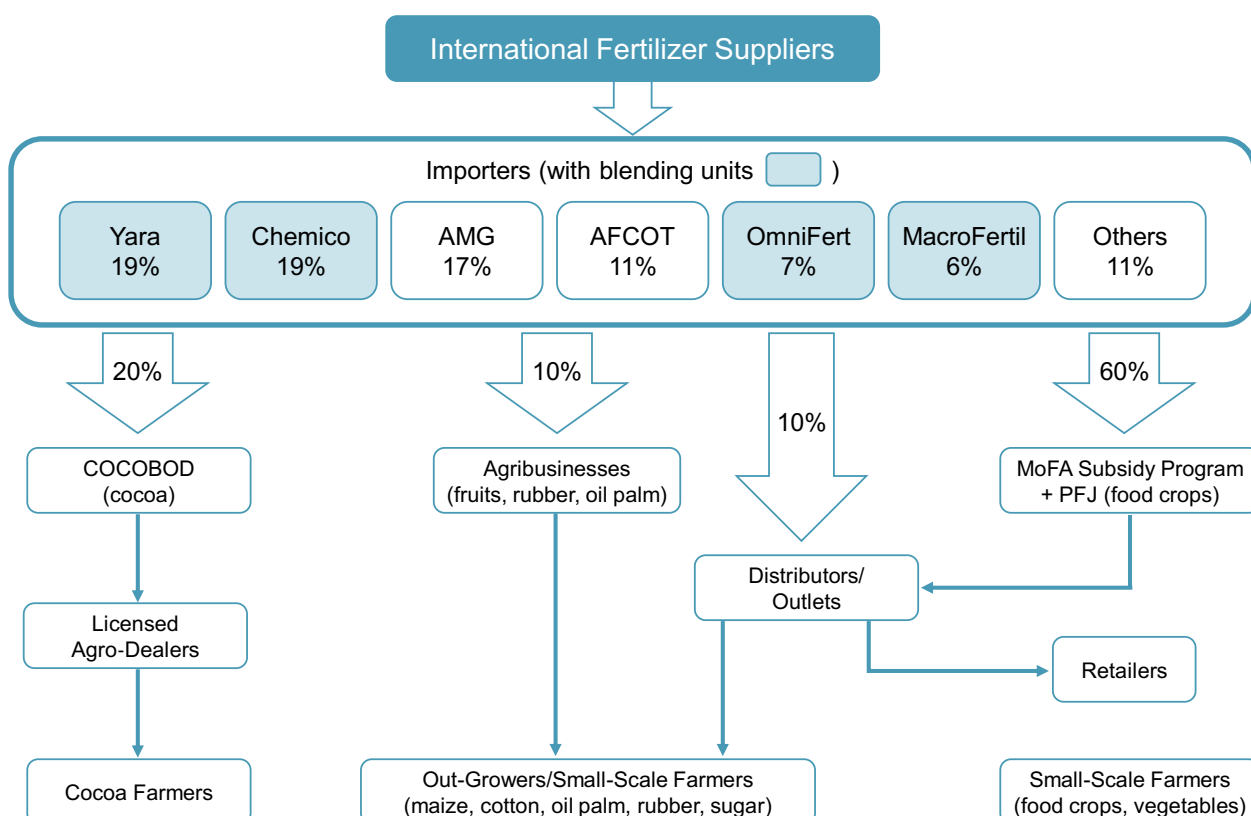 International Fertilizer Suppliers
Importers (with blending units )
Yara
19%
Chemico
19%
AMG
17%
AFCOT
11%
OmniFert
7%
MacroFertil
6%
Others
11%
20%
10%
10%
60%
COCOBOD
(cocoa)
Agribusinesses
(fruits, rubber, oil palm)
MoFA Subsidy Program
+ PFJ (food crops)
Distributors/
Outlets
Licensed
Agro-Dealers
Retailers
Cocoa Farmers
Out-Growers/Small-Scale Farmers
(maize, cotton, oil palm, rubber, sugar)
Small-Scale Farmers
(food crops, vegetables)